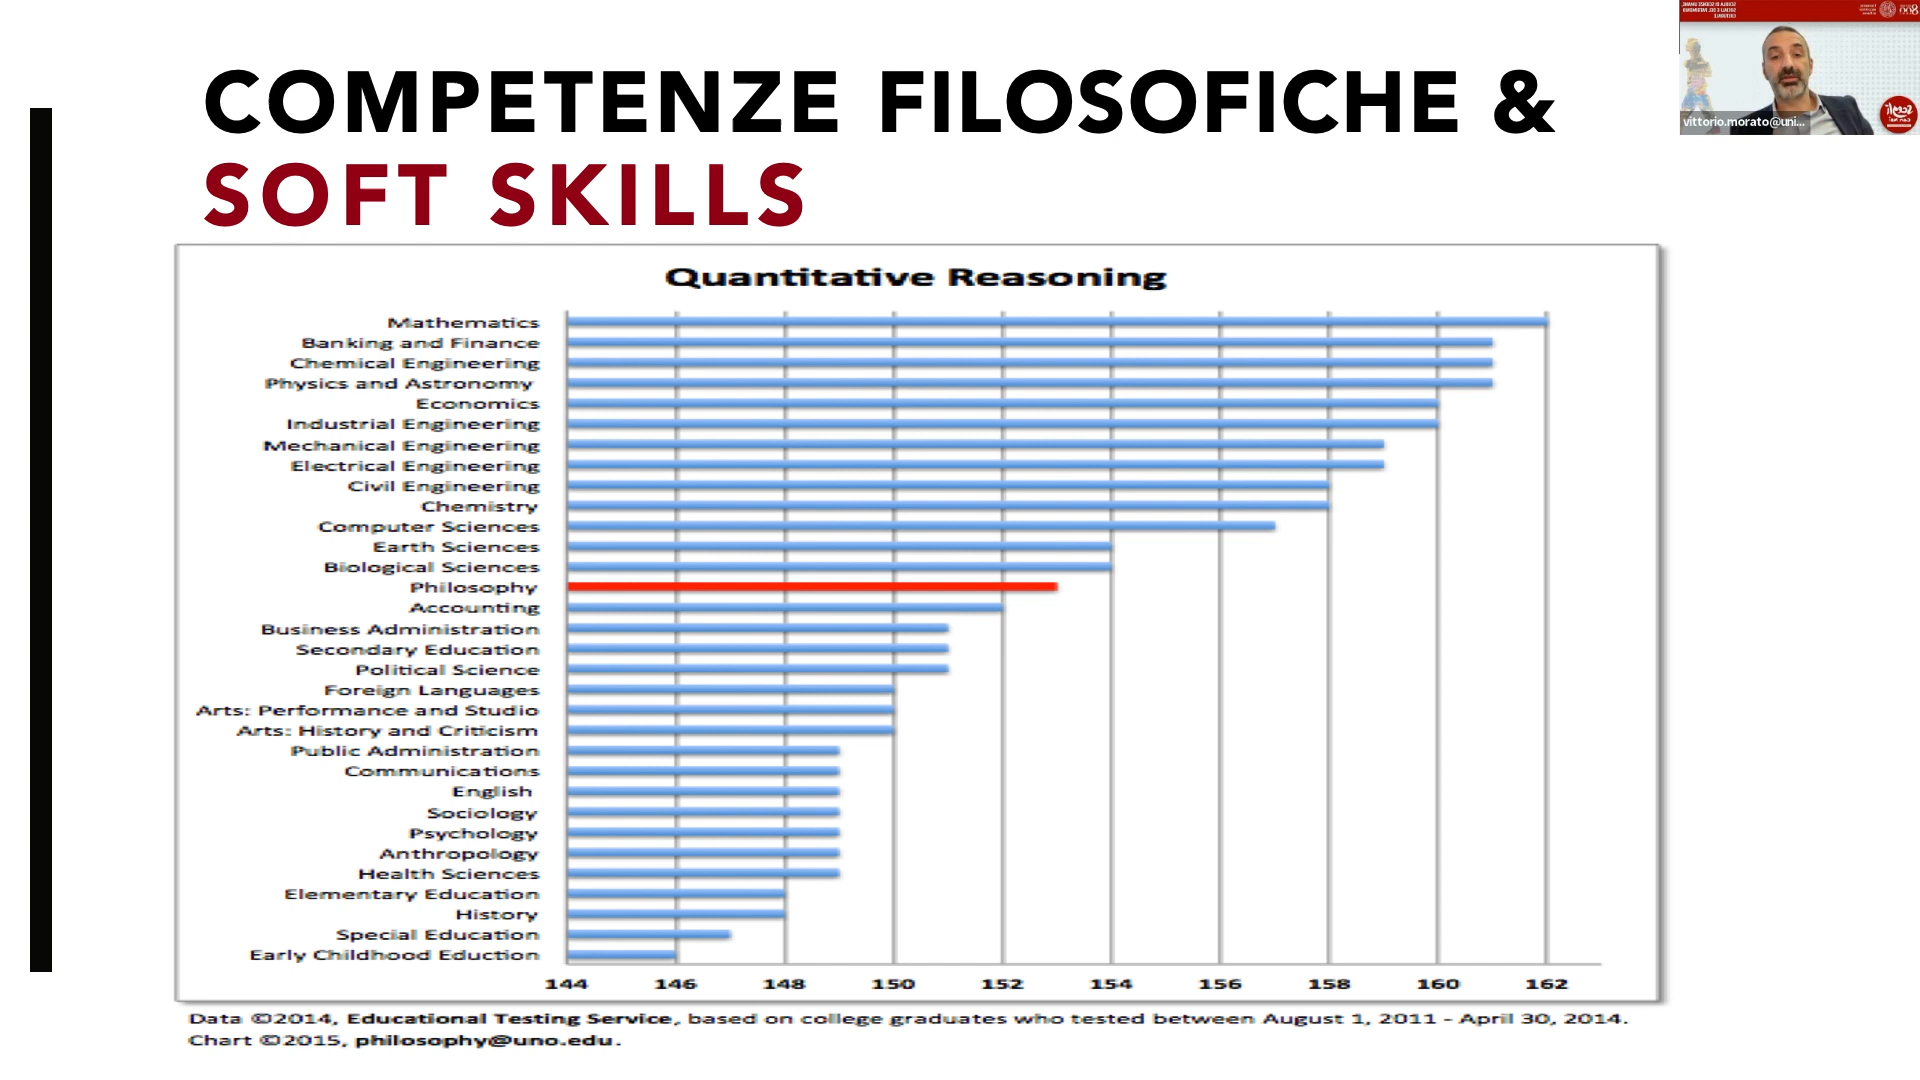 COMPETENZE FILOSOFICHE &
SOFT SKILLS
Quantitative Reasoning
Mathematics
Banking and Finance
Chemical Engineering
Physics and Astronomy
Economics
Industrial Engineering
Mechanical Engineering
Electrical Engineering
Civil Engineering
Chemistry
Computer Sciences
Earth Sciences
Biological Sciences
Philosophy
Accounting
Business Administration
Secondary Education
Political Science
Foreign Languages
Arts: Performance and Studio
Arts: History and Criticism
Public Administration
Communications
English
Sociology
Psychology
Anthropology
Health Sciences
Elementary Education
History
Special Education
Early Childhood Eduction
144 146 148 150 152 154 156 158 160 162
Data ©2014, Educational Testing Service, based on college graduates who tested between August 1, 2011 - April 30, 2014.
Chart ©2015, philosophy@uno.edu.
vittorio.morato@uni...